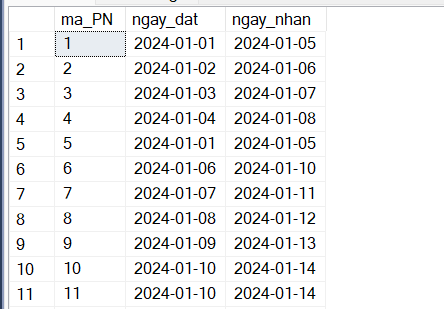 ma_PN ngay_dat ngay_nhan
1 1 2024-01-01 2024-01-05
2 2 2024-01-02 2024-01-06
3 3 2024-01-03 2024-01-07
4 4 2024-01-04 2024-01-08
5 5 2024-01-01 2024-01-05
6 6 2024-01-06 2024-01-10
7 7 2024-01-07 2024-01-11
8 8 2024-01-08 2024-01-12
9 9 2024-01-09 2024-01-13
10 10 2024-01-10 2024-01-14
11 11 2024-01-10 2024-01-14